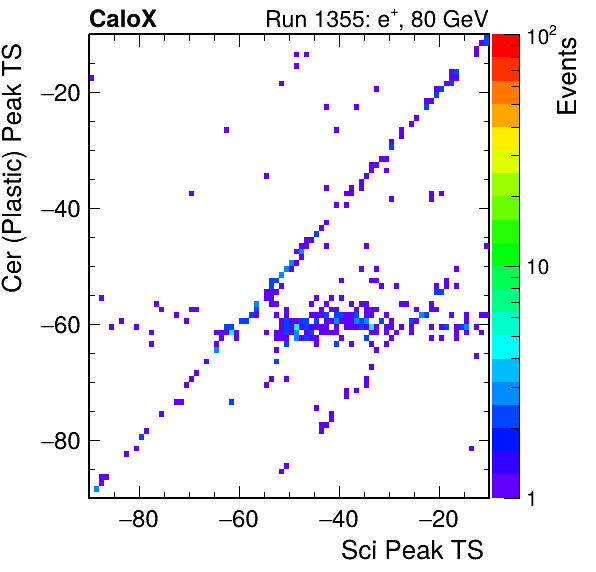 CaloX Run 1355: e⁺, 80 GeV
10²
Events
Cer (Plastic) Peak TS
−20
−40
−60
−80
10
1
−80 −60 −40 −20
Sci Peak TS